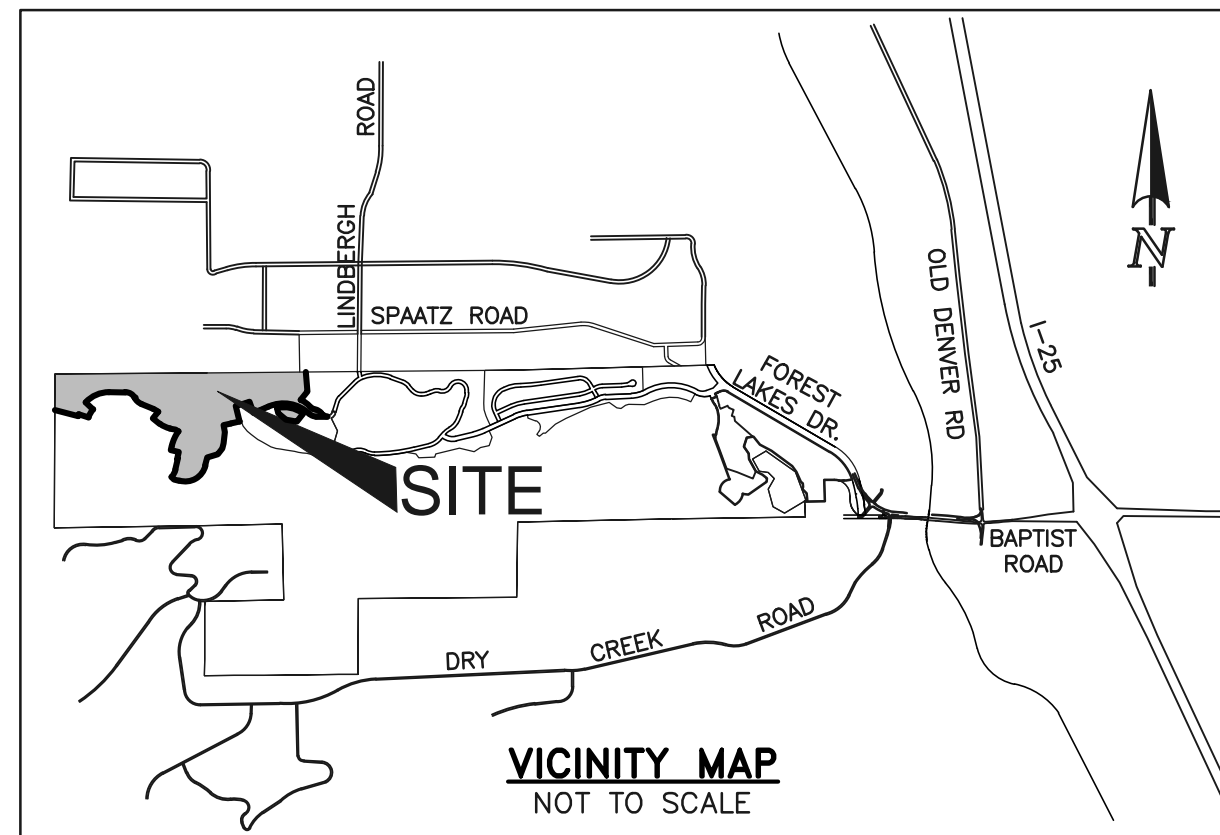 LINDBERGH ROAD
N
SPAATZ ROAD
OLD DENVER RD
I-25
FOREST
LAKES DR.
SITE
BAPTIST
ROAD
DRY CREEK ROAD
VICINITY MAP
NOT TO SCALE